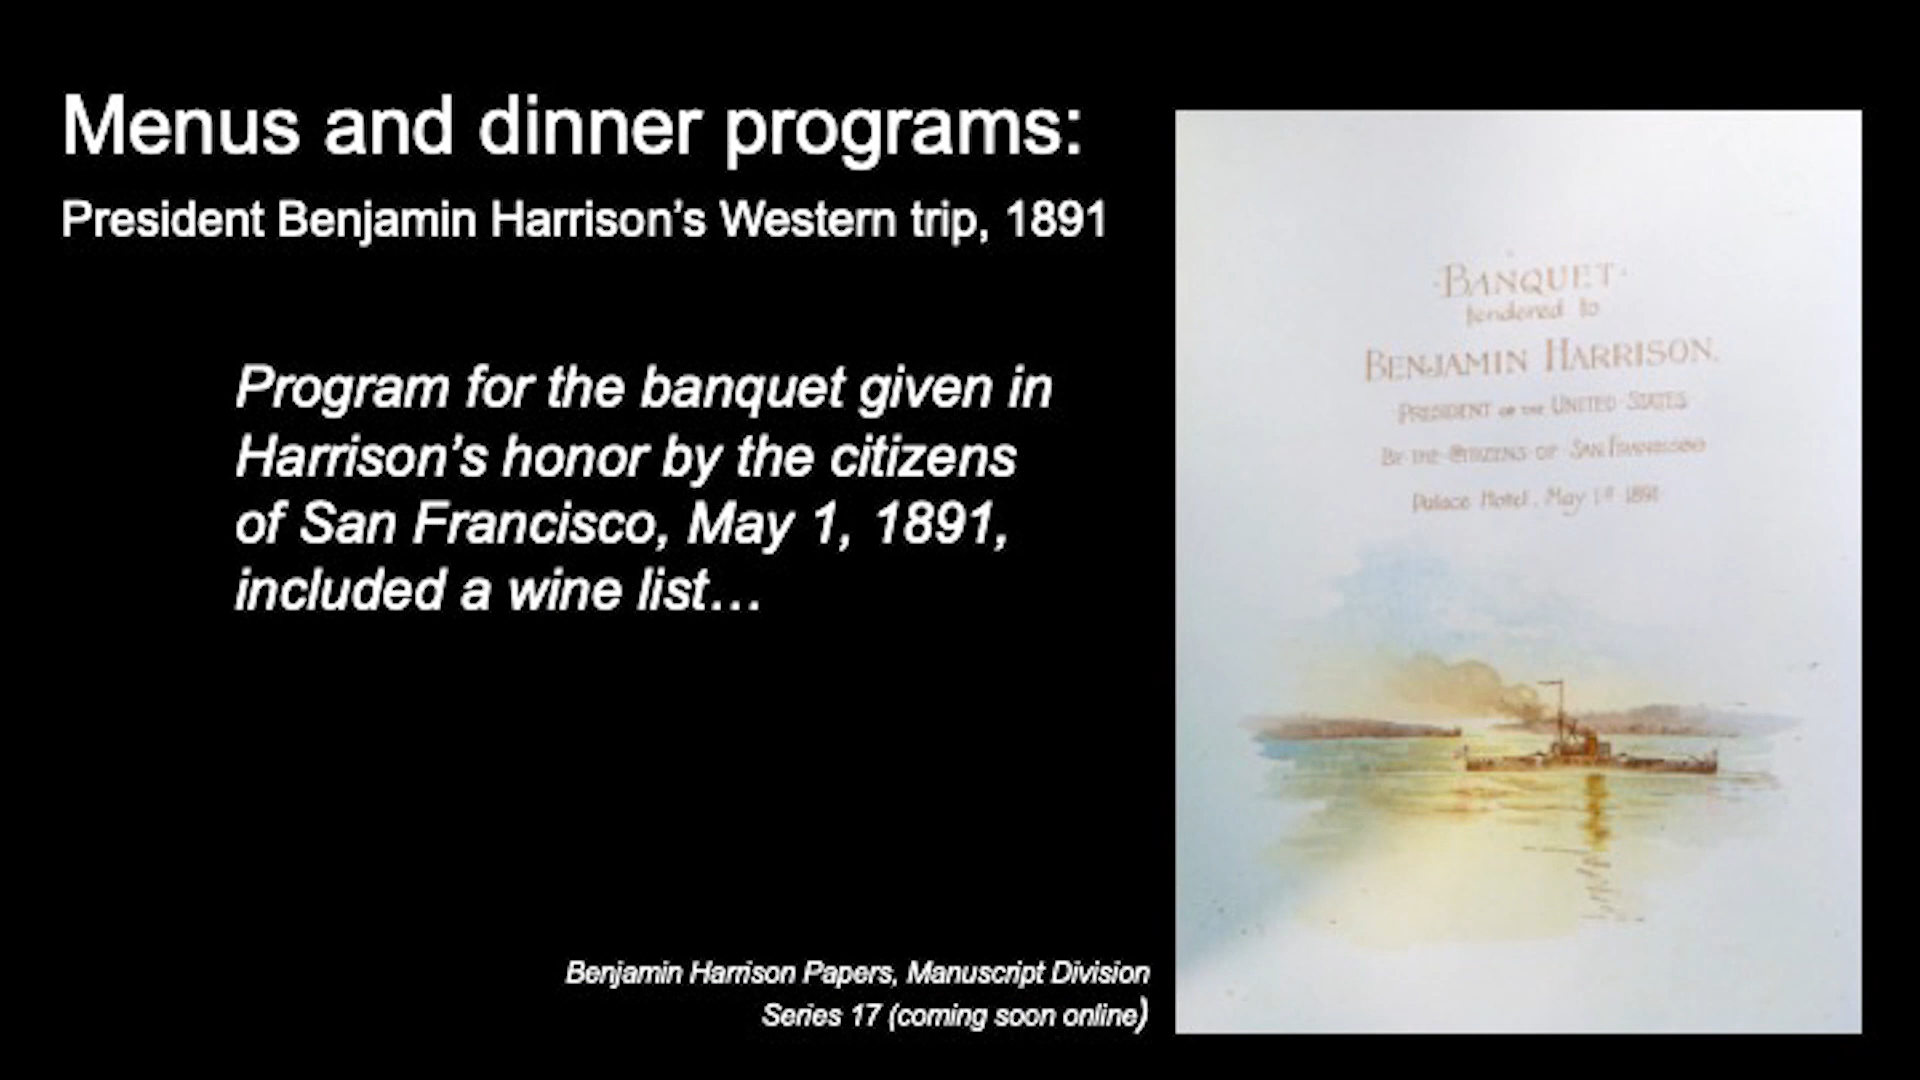 Menus and dinner programs:
President Benjamin Harrison’s Western trip, 1891
Program for the banquet given in
Harrison’s honor by the citizens
of San Francisco, May 1, 1891,
included a wine list…
Benjamin Harrison Papers, Manuscript Division
Series 17 (coming soon online)
·BANQUET·
tendered to
BENJAMIN HARRISON,
PRESIDENT OF THE UNITED STATES
BY THE CITIZENS OF SAN FRANCISCO
Palace Hotel, May 1st 1891